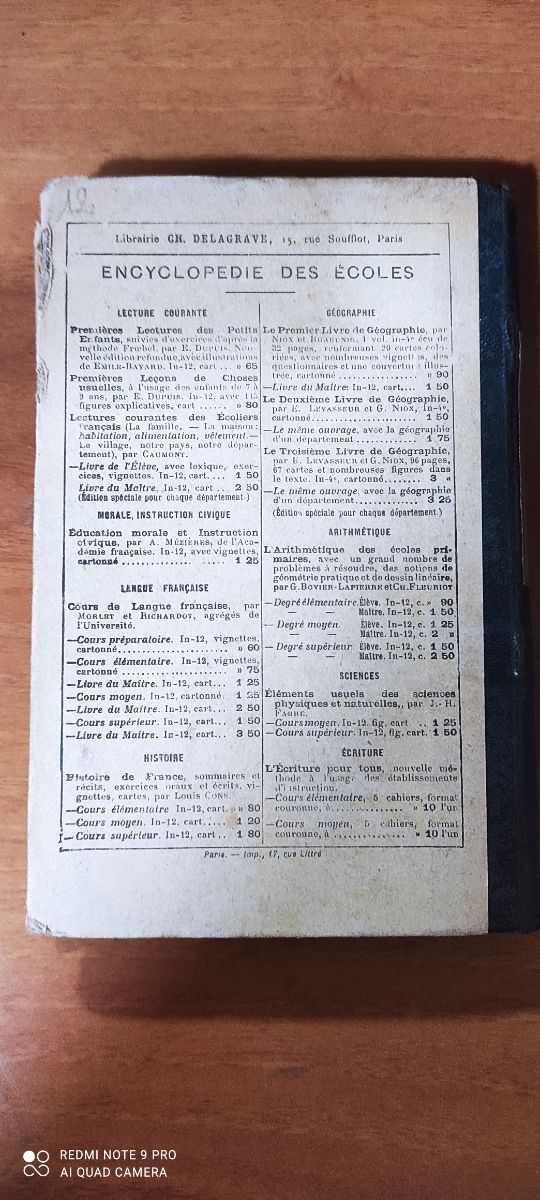 12
Librairie CH. DELAGRAVE, 15, rue Soufflot, Paris
ENCYCLOPEDIE DES ÉCOLES
LECTURE COURANTE
Premières Lectures des Petits
Enfants, suivies d'exercices d'après la
méthode Frœbel, par E. DUPUIS. Nou-
velle édition refondue, avec illustrations
de EMILE-BAYARD. In-12, cart ... » 65
Premières Leçons de Choses
usuelles, à l'usage des enfants de 7 à
9 ans, par E. DUPUIS. In-12, avec 115
figures explicatives, cart ...... » 80
Lectures courantes des Écoliers
français (La famille. — La maison:
habitation, alimentation, vêtement.—
Le village, notre pays, notre dépar-
tement), par CAUMONT.
—Livre de l'Élève, avec lexique, exer-
cices, vignettes. In-12, cart. ... 1 50
Livre du Maître, In-12, cart .. 2 50
(Édition spéciale pour chaque département.)
MORALE, INSTRUCTION CIVIQUE
Éducation morale et Instruction
civique, par A. MÉZIÈRES, de l'Aca-
démie française. In-12, avec vignettes,
cartonné ..................... 1 25
LANGUE FRANÇAISE
Cours de Langue française, par
MORLET et RICHARDOT, agrégés de
l'Université.
—Cours préparatoire. In-12, vignettes,
cartonné....................... » 60
—Cours élémentaire. In-12, vignettes,
cartonné ...................... » 75
—Livre du Maître. In-12, cart... 1 25
—Cours moyen. In-12, cartonné. 1 25
—Livre du Maître. In-12, cart... 2 50
—Cours supérieur. In-12, cart... 1 50
—Livre du Maître. In-12, cart... 3 50
HISTOIRE
Histoire de France, sommaires et
récits, exercices oraux et écrits, vi-
gnettes, cartes, par Louis CONS.
—Cours élémentaire In-12, cart. » 80
—Cours moyen. In-12, cart..... 1 20
—Cours supérieur. In-12, cart .. 1 80
GÉOGRAPHIE
Le Premier Livre de Géographie, par
NIOX et 1 vol. in-4° écu de
32 pages, renfermant 20 cartes colo-
riées, avec nombreuses vignettes, des
questionnaires et une couverture illus-
trée, cartonné ................ » 90
—Livre du Maître. In-12, cart.... 1 50
Le Deuxième Livre de Géographie,
par E. LEVASSEUR et G. NIOX, In-4°,
cartonné...................... 1 50
—Le même ouvrage, avec la géographie
d'un département ............. 1 75
Le Troisième Livre de Géographie,
par E. LEVASSEUR et G. NIOX, 96 pages,
67 cartes et nombreuses figures dans
le texte. In-4°, cartonné........ 3 »
—Le même ouvrage, avec la géographie
d'un département.............. 3 25
(Édition spéciale pour chaque département.)
ARITHMÉTIQUE
L'Arithmétique des écoles pri-
maires, avec un grand nombre de
problèmes à résoudre, des notions de
géométrie pratique et de dessin linéaire,
par G. BOVIER-LAPIERRE et CH. FLEURIOT
—Degré élémentaire. Élève. In-12, c. » 90
— — Maître. In-12, c. 1 50
— Degré moyen. Élève. In-12, c. 1 25
— — Maître. In-12, c. 2 »
—Degré supérieur. Élève. In-12, c. 1 50
— — Maître. In-12, c. 2 50
SCIENCES
Éléments usuels des sciences
physiques et naturelles,, par J.-H.
FABRE.
—Cours moyen. In-12. fig. cart. .. 1 25
—Cours supérieur. In-12, fig. cart. 1 50
ÉCRITURE
L'Écriture pour tous, nouvelle mé-
thode à l'usage des établissements
d'instruction.
—Cours élémentaire, 5 cahiers, format
couronne, à............... » 10 l'un
—Cours moyen, 5 cahiers, format
couronne, à ............... » 10 l'un
Paris. — Imp., 17, rue Littré
REDMI NOTE 9 PRO
AI QUAD CAMERA